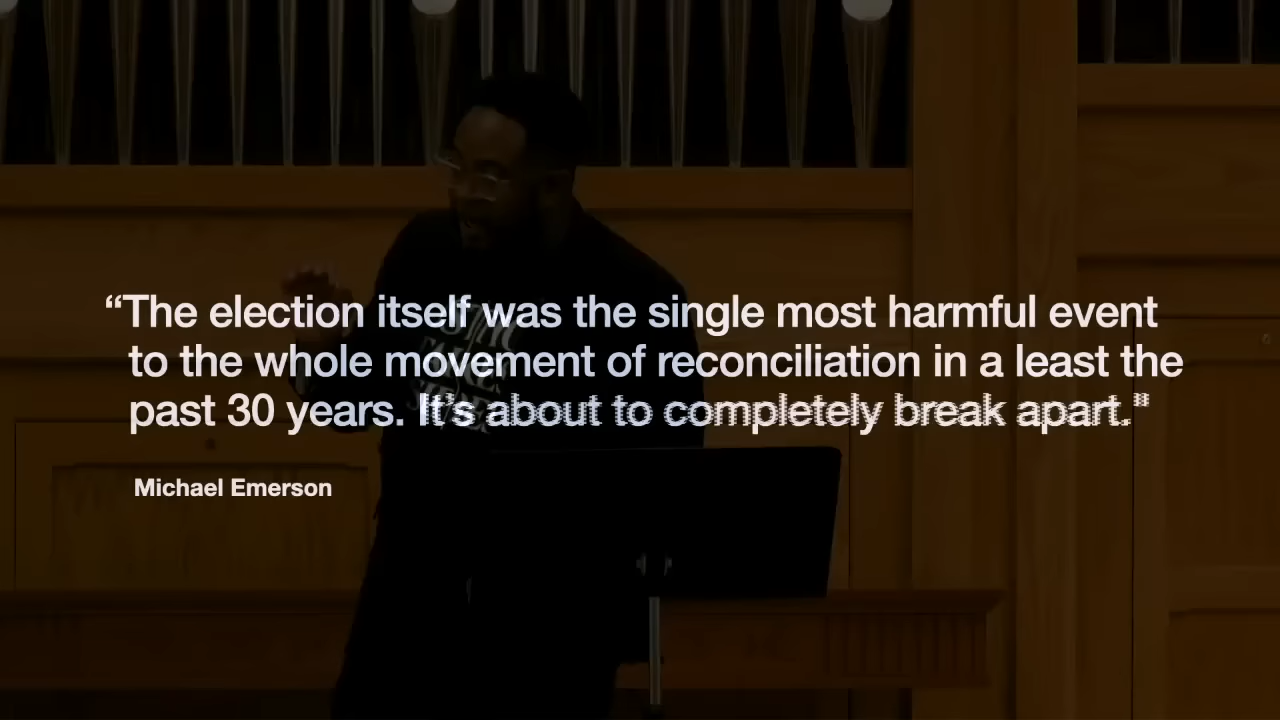 “The election itself was the single most harmful event
to the whole movement of reconciliation in a least the
past 30 years. It’s about to completely break apart."
Michael Emerson